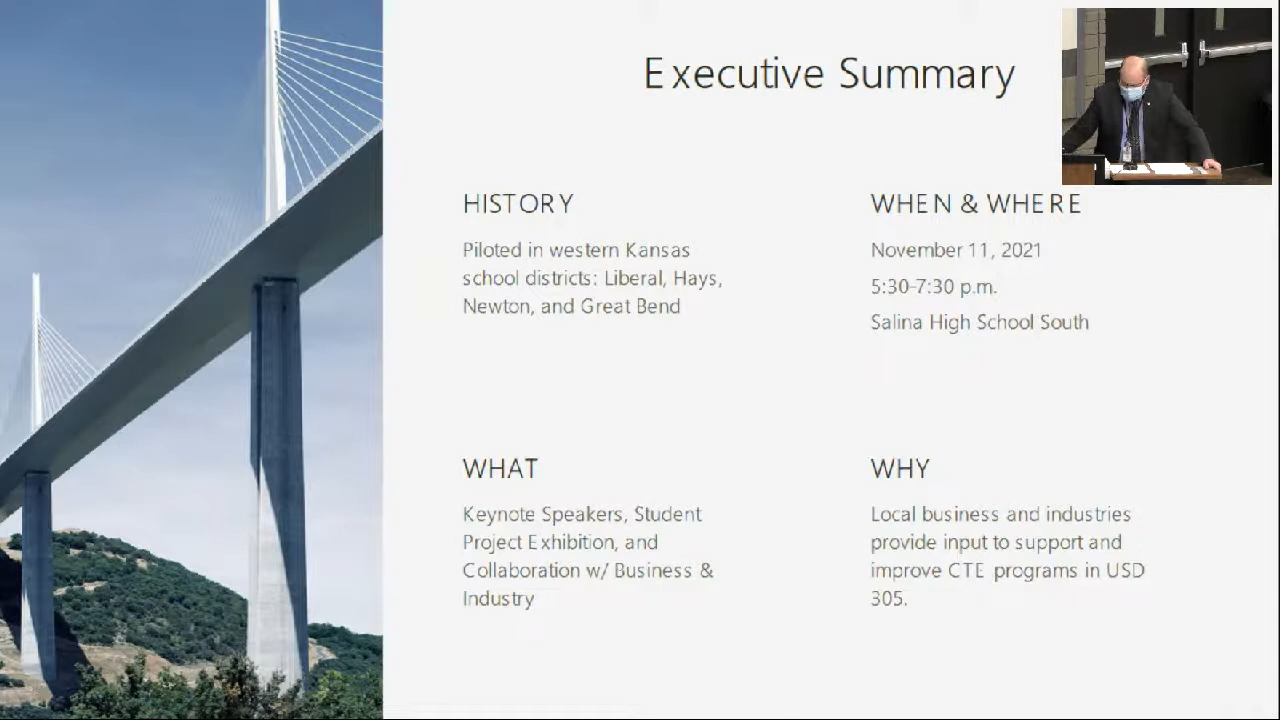 Executive Summary
HISTORY
Piloted in western Kansas
school districts: Liberal, Hays,
Newton, and Great Bend
WHEN & WHERE
November 11, 2021
5:30-7:30 p.m.
Salina High School South
WHAT
Keynote Speakers, Student
Project Exhibition, and
Collaboration w/ Business &
Industry
WHY
Local business and industries
provide input to support and
improve CTE programs in USD
305.